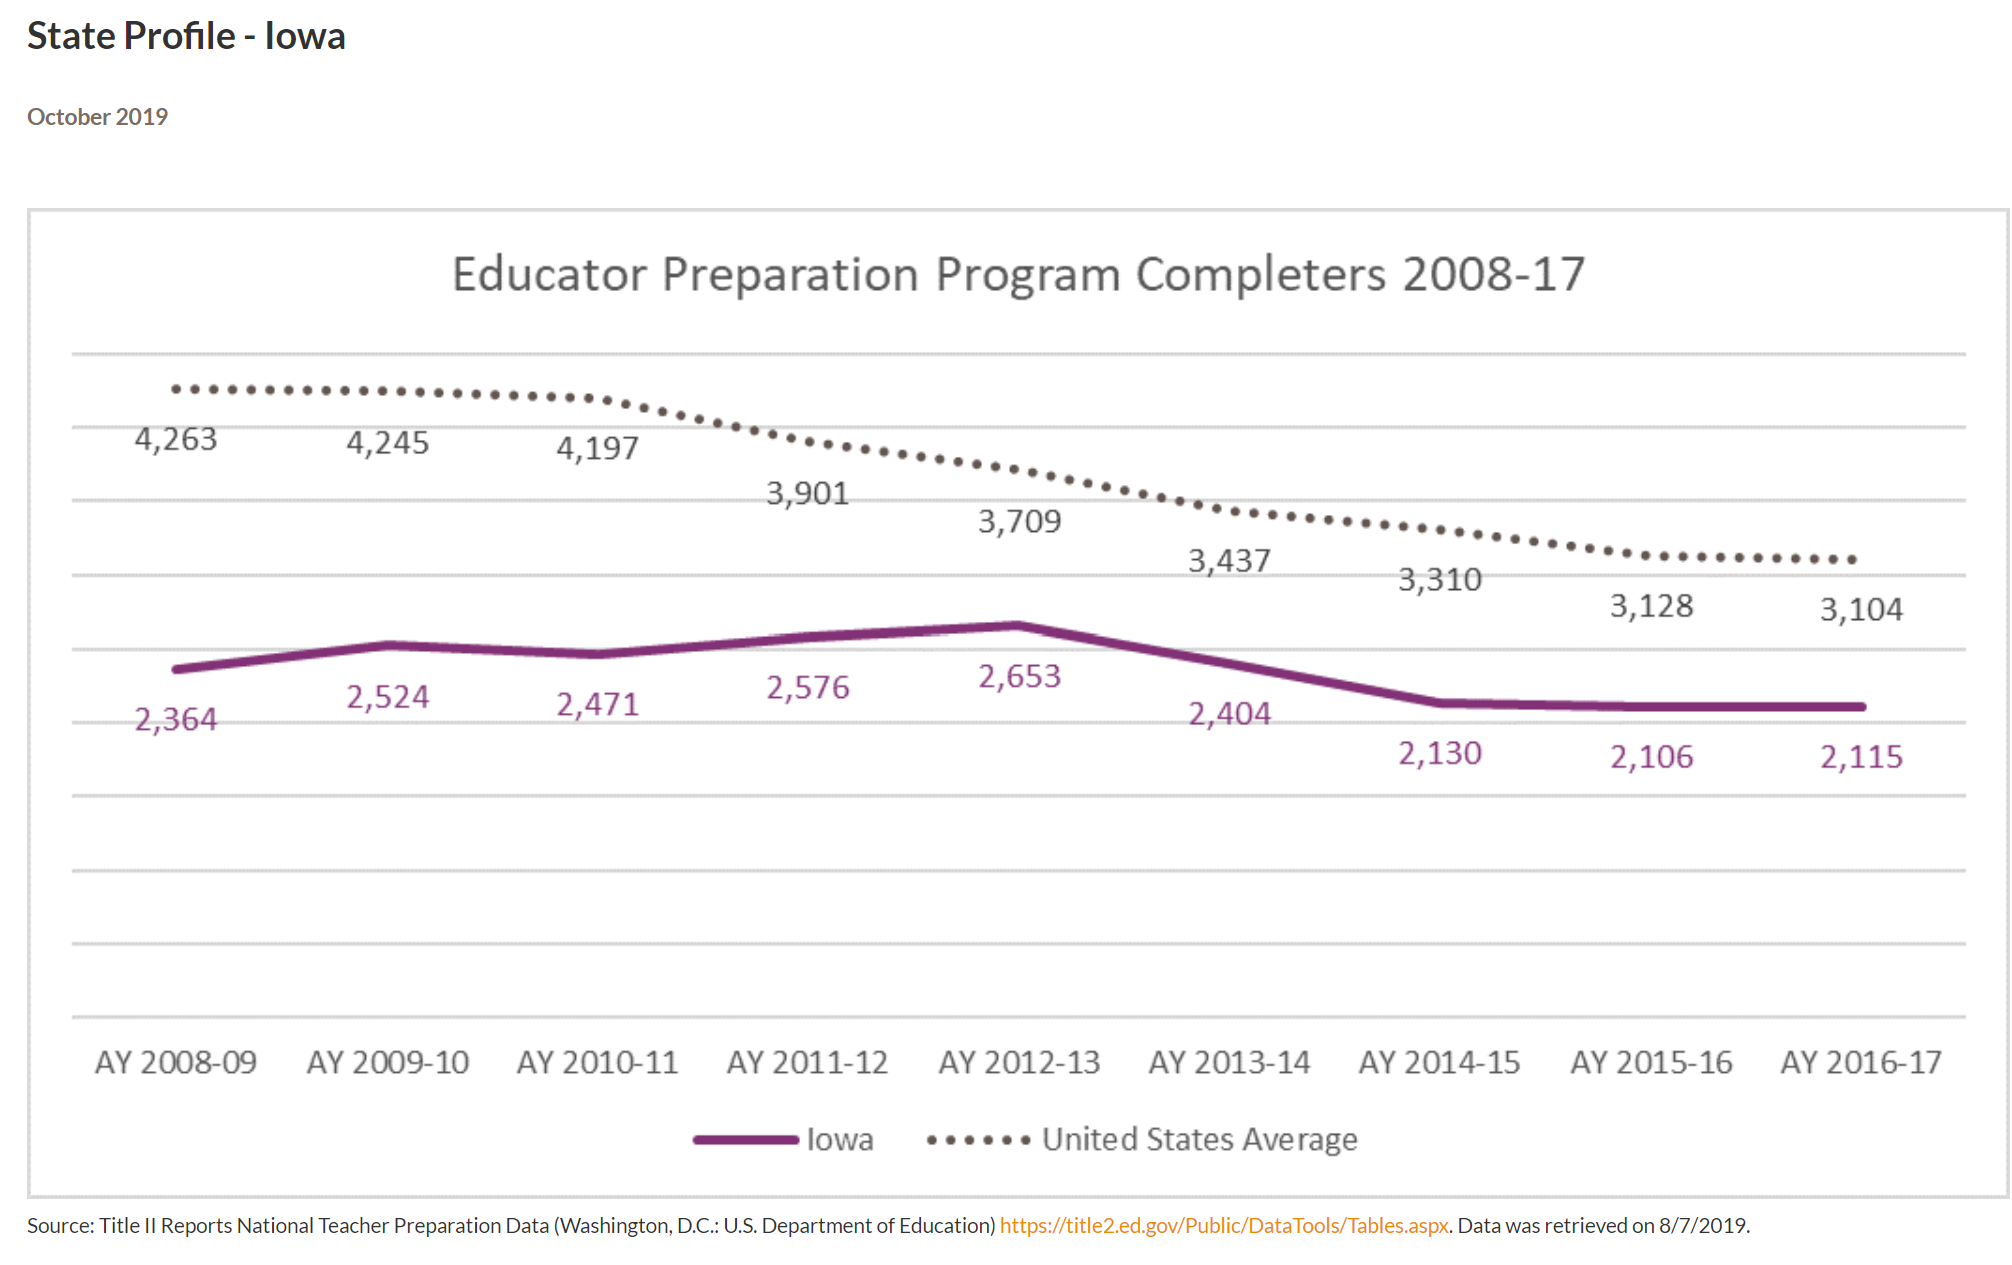 State Profile - Iowa
October 2019
Educator Preparation Program Completers 2008-17
4,263 4,245 4,197 3,901 3,709 3,437 3,310 3,128 3,104
2,364 2,524 2,471 2,576 2,653 2,404 2,130 2,106 2,115
AY 2008-09 AY 2009-10 AY 2010-11 AY 2011-12 AY 2012-13 AY 2013-14 AY 2014-15 AY 2015-16 AY 2016-17
Iowa United States Average
Source: Title II Reports National Teacher Preparation Data (Washington, D.C.: U.S. Department of Education) https://title2.ed.gov/Public/DataTools/Tables.aspx. Data was retrieved on 8/7/2019.